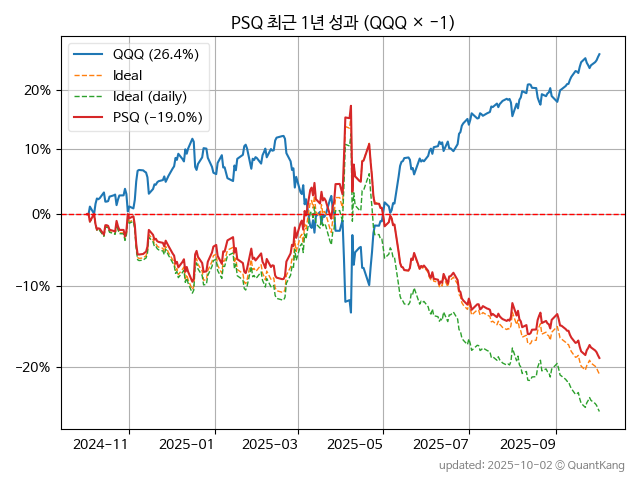 PSQ 최근 1년 성과 (QQQ × −1)
QQQ (26.4%)
Ideal
Ideal (daily)
PSQ (−19.0%)
20%
10%
0%
−10%
−20%
2024-11
2025-01
2025-03
2025-05
2025-07
2025-09
updated: 2025-10-02 © QuantKang